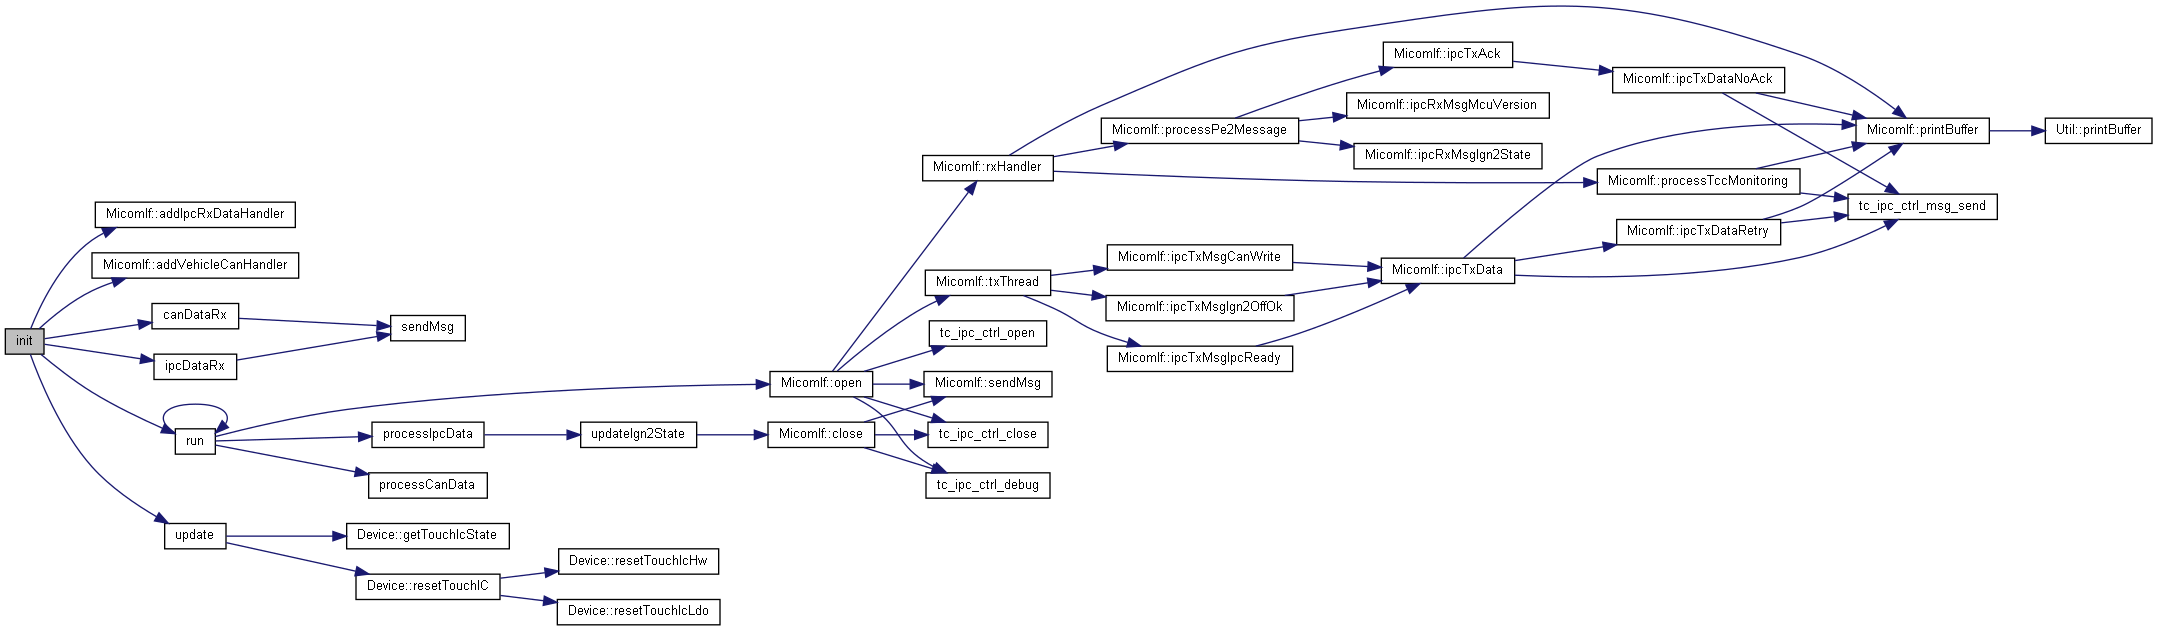 init
MicomIf::addIpcRxDataHandler
MicomIf::addVehicleCanHandler
canDataRx
ipcDataRx
sendMsg
run
update
processIpcData
processCanData
updateIgn2State
Device::getTouchIcState
Device::resetTouchIC
Device::resetTouchIcHw
Device::resetTouchIcLdo
MicomIf::open
MicomIf::close
MicomIf::rxHandler
MicomIf::txThread
tc_ipc_ctrl_open
MicomIf::sendMsg
tc_ipc_ctrl_close
tc_ipc_ctrl_debug
MicomIf::processPe2Message
MicomIf::ipcTxMsgCanWrite
MicomIf::ipcTxMsgIgn2OffOk
MicomIf::ipcTxMsgIpcReady
MicomIf::ipcTxAck
MicomIf::ipcRxMsgMcuVersion
MicomIf::ipcRxMsgIgn2State
MicomIf::ipcTxData
MicomIf::ipcTxDataNoAck
MicomIf::processTccMonitoring
MicomIf::ipcTxDataRetry
MicomIf::printBuffer
tc_ipc_ctrl_msg_send
Util::printBuffer